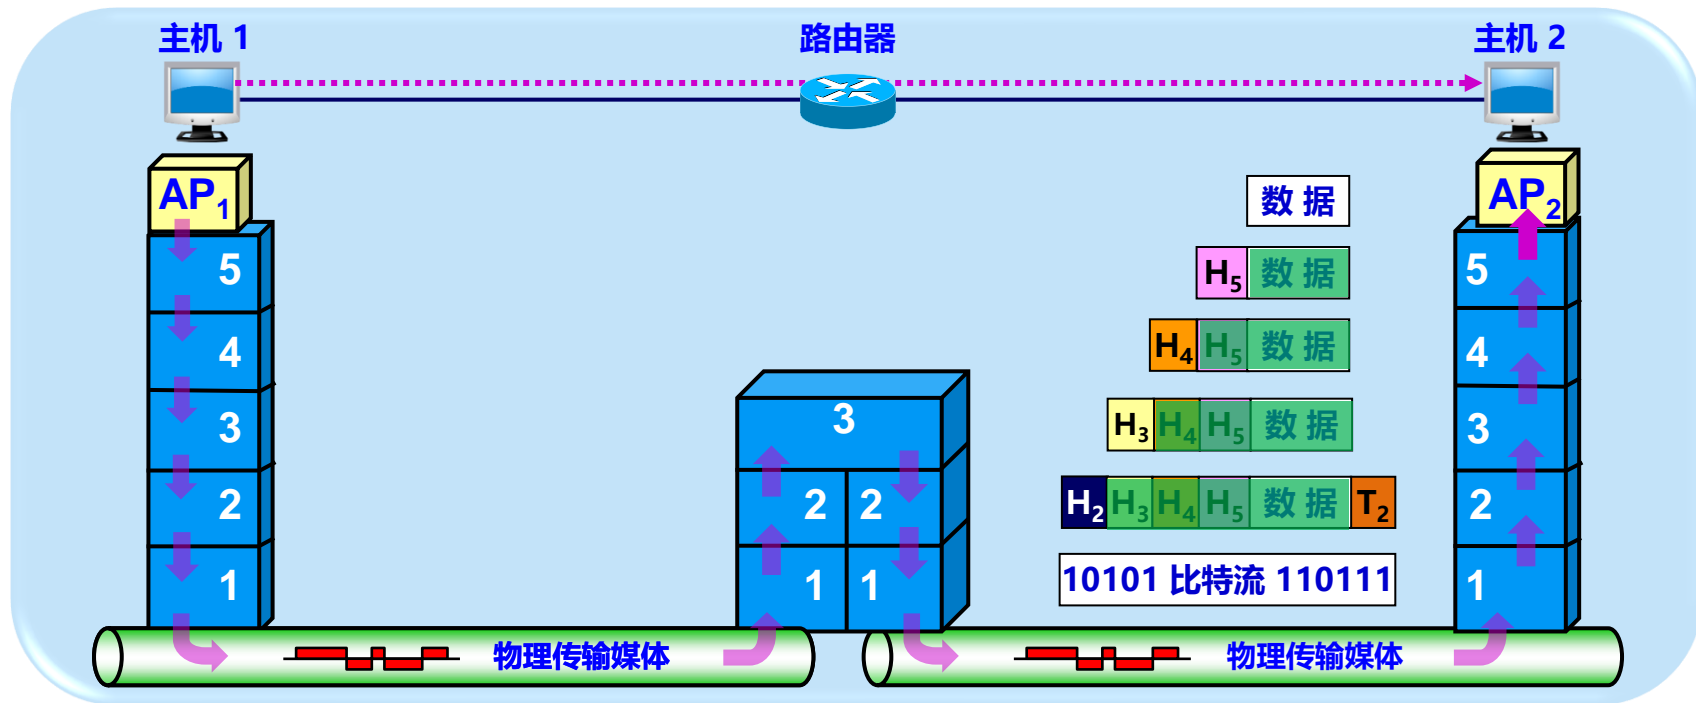 主机 1
路由器
主机 2
AP1
AP2
数 据
5
H5 数 据
5
4
H4 H5 数 据
4
3
3
H3 H4 H5 数 据
3
2
2 2
H2 H3 H4 H5 数 据 T2
2
1
1 1
10101 比特流 110111
1
物理传输媒体
物理传输媒体